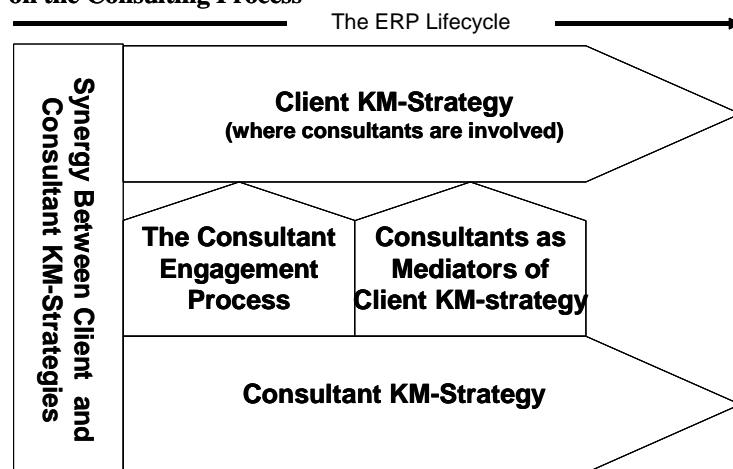 on the Consulting Process
The ERP Lifecycle
Synergy Between Client and
Consultant KM-Strategies
Client KM-Strategy
(where consultants are involved)
The Consultant
Engagement
Process
Consultants as
Mediators of
Client KM-strategy
Consultant KM-Strategy